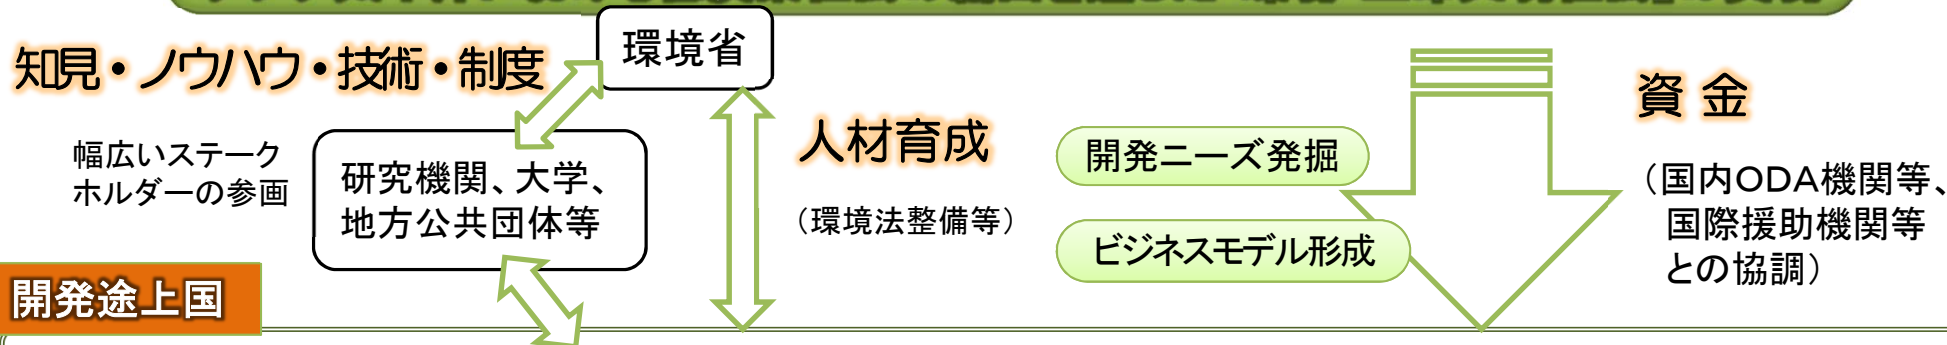 環境省
知見・ノウハウ・技術・制度
幅広いステーク
ホルダーの参画
研究機関、大学、
地方公共団体等
人材育成
（環境法整備等）
開発ニーズ発掘
ビジネスモデル形成
資 金
（国内ODA機関等、
国際援助機関等
との協調）
開発途上国